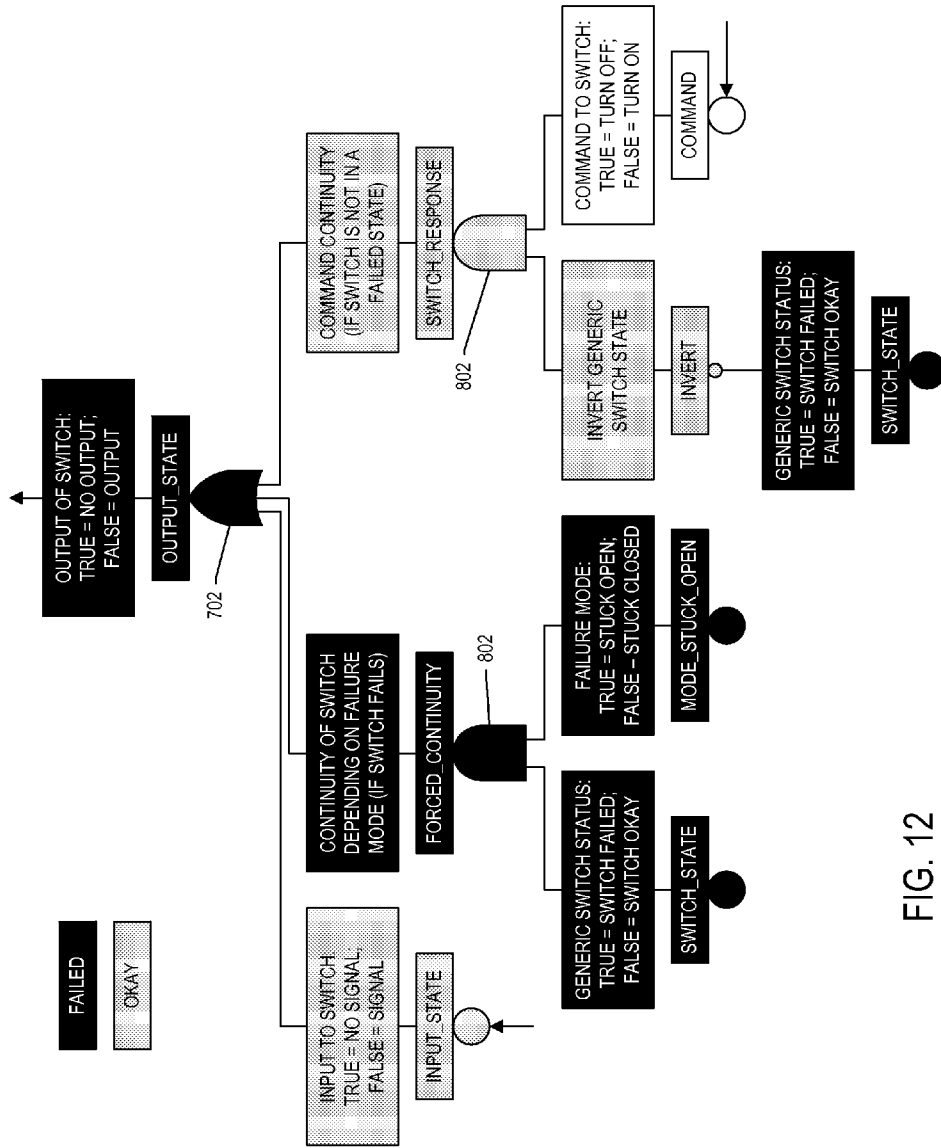 FAILED
OKAY
OUTPUT OF SWITCH:
TRUE = NO OUTPUT;
FALSE = OUTPUT
OUTPUT_STATE
702
INPUT TO SWITCH
TRUE = NO SIGNAL,
FALSE = SIGNAL
INPUT_STATE
CONTINUITY OF SWITCH
DEPENDING ON FAILURE
MODE (IF SWITCH FAILS)
FORCED_CONTINUITY
802
COMMAND CONTINUITY
(IF SWITCH IS NOT IN A
FAILED STATE)
SWITCH_RESPONSE
802
GENERIC SWITCH STATUS:
TRUE = SWITCH FAILED;
FALSE = SWITCH OKAY
SWITCH_STATE
FAILURE MODE:
TRUE = STUCK OPEN;
FALSE – STUCK CLOSED
MODE_STUCK_OPEN
INVERT GENERIC
SWITCH STATE
INVERT
COMMAND TO SWITCH:
TRUE = TURN OFF;
FALSE = TURN ON
COMMAND
GENERIC SWITCH STATUS:
TRUE = SWITCH FAILED;
FALSE = SWITCH OKAY
SWITCH_STATE
FIG. 12